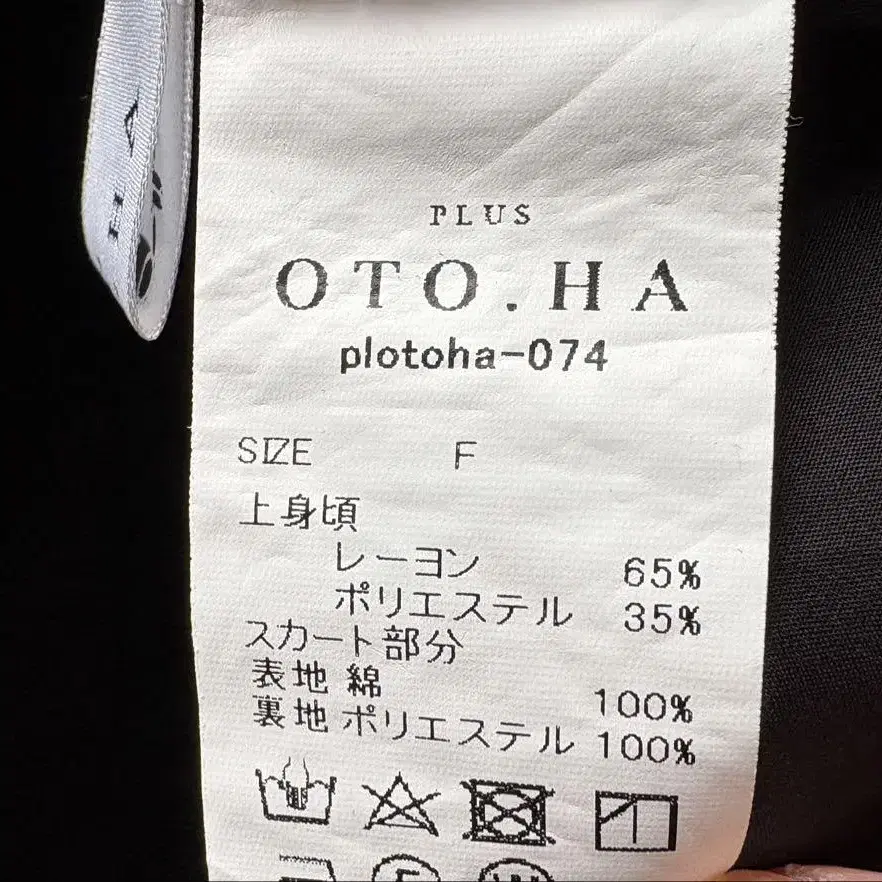 PLUS
OTO.HA
plotoha-074
SIZE F
上身頃
レーヨン 65%
ポリエステル 35%
スカート部分
表地 綿 100%
裏地 ポリエステル 100%
HA